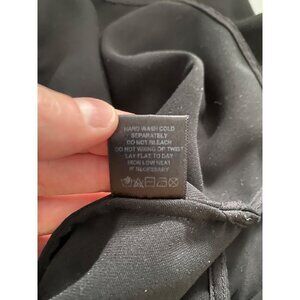 HAND WASH COLD
SEPARATELY
DO NOT BLEACH
DO NOT WRING OR TWIST
LAY FLAT TO DAY
IRON LOW HEAT
IF NECESSARY